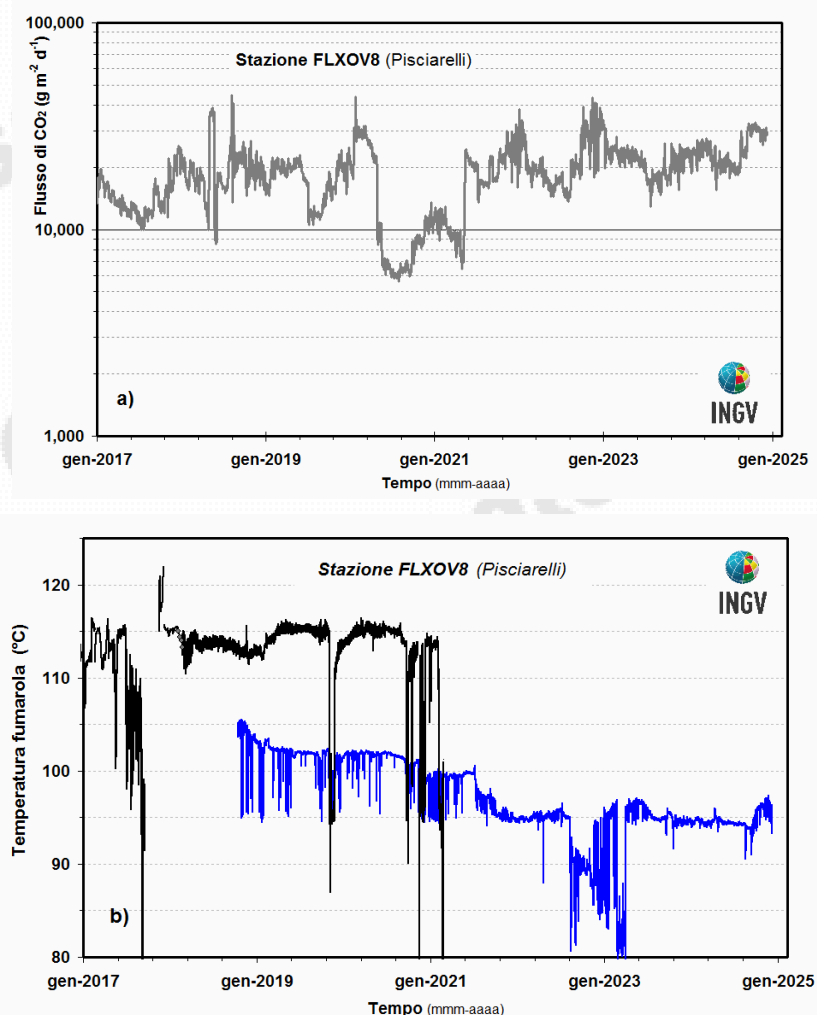 100,000
Stazione FLXOV8 (Pisciarelli)
Flusso di CO₂ (g m⁻² d⁻¹)
10,000
a)
INGV
1,000
gen-2017 gen-2019 gen-2021 gen-2023 gen-2025
Tempo (mmm-aaaa)
Stazione FLXOV8 (Pisciarelli)
INGV
120
110
Temperatura fumarola (°C)
100
90
b)
80
gen-2017 gen-2019 gen-2021 gen-2023 gen-2025
Tempo (mmm-aaaa)